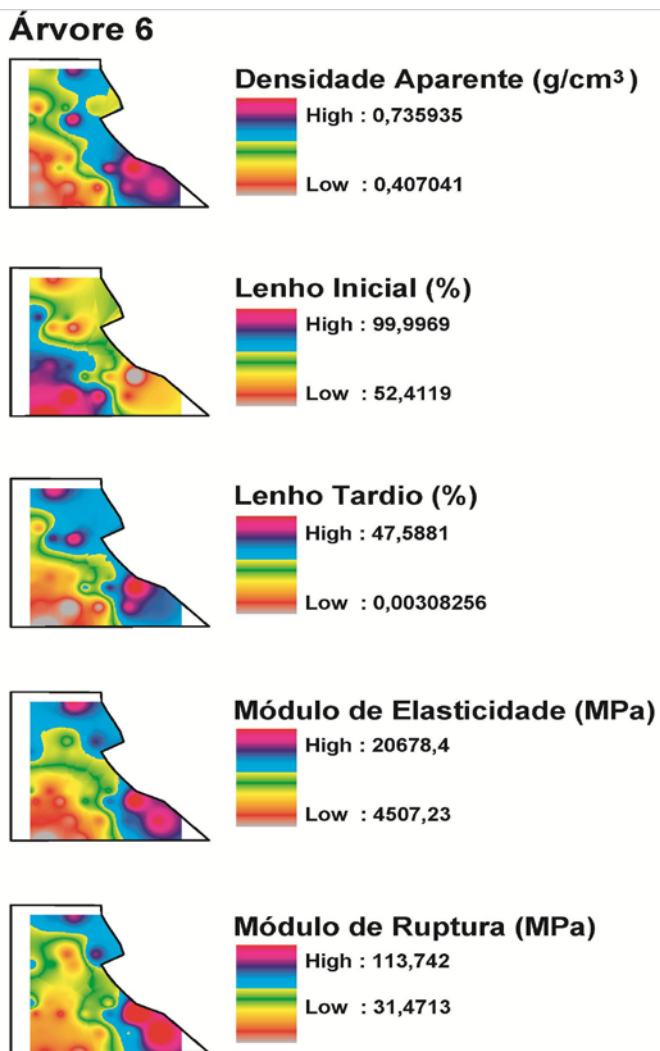 Árvore 6
Densidade Aparente (g/cm³)
High : 0,735935
Low : 0,407041
Lenho Inicial (%)
High : 99,9969
Low : 52,4119
Lenho Tardio (%)
High : 47,5881
Low : 0,00308256
Módulo de Elasticidade (MPa)
High : 20678,4
Low : 4507,23
Módulo de Ruptura (MPa)
High : 113,742
Low : 31,4713